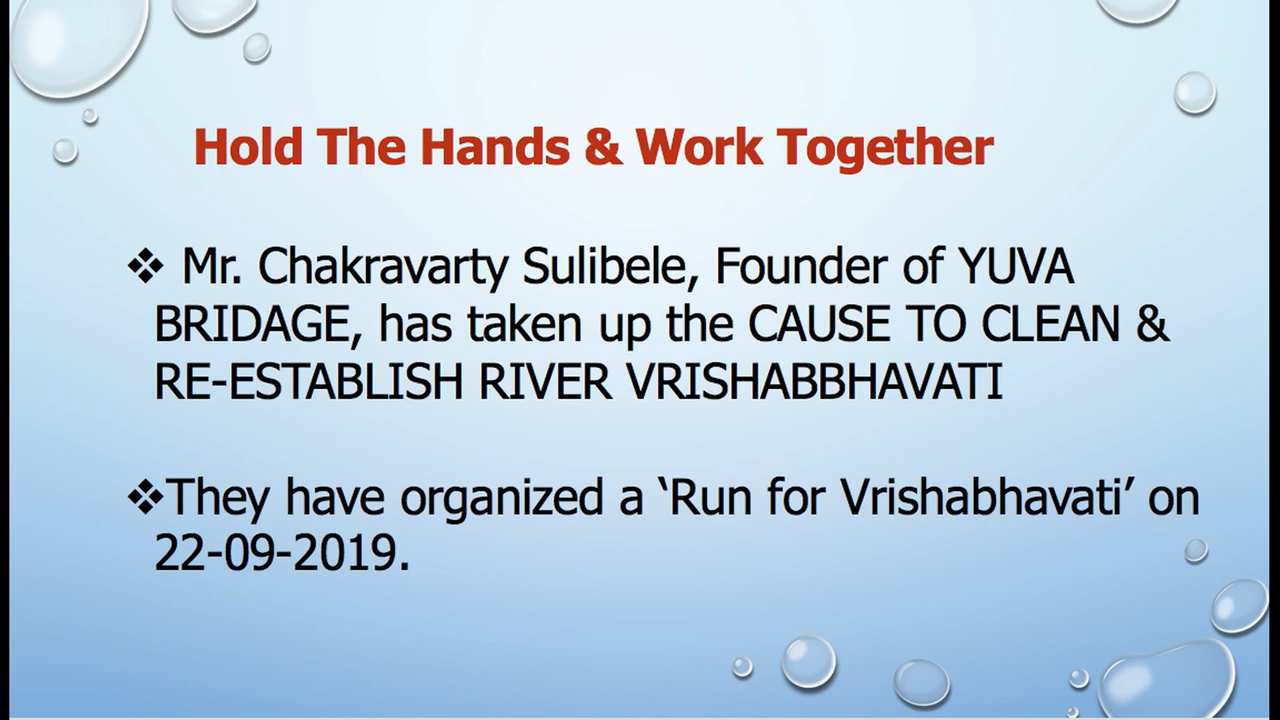 Hold The Hands & Work Together
❖ Mr. Chakravarty Sulibele, Founder of YUVA
BRIDAGE, has taken up the CAUSE TO CLEAN &
RE-ESTABLISH RIVER VRISHABBHAVATI
❖They have organized a ‘Run for Vrishabhavati’ on
22-09-2019.